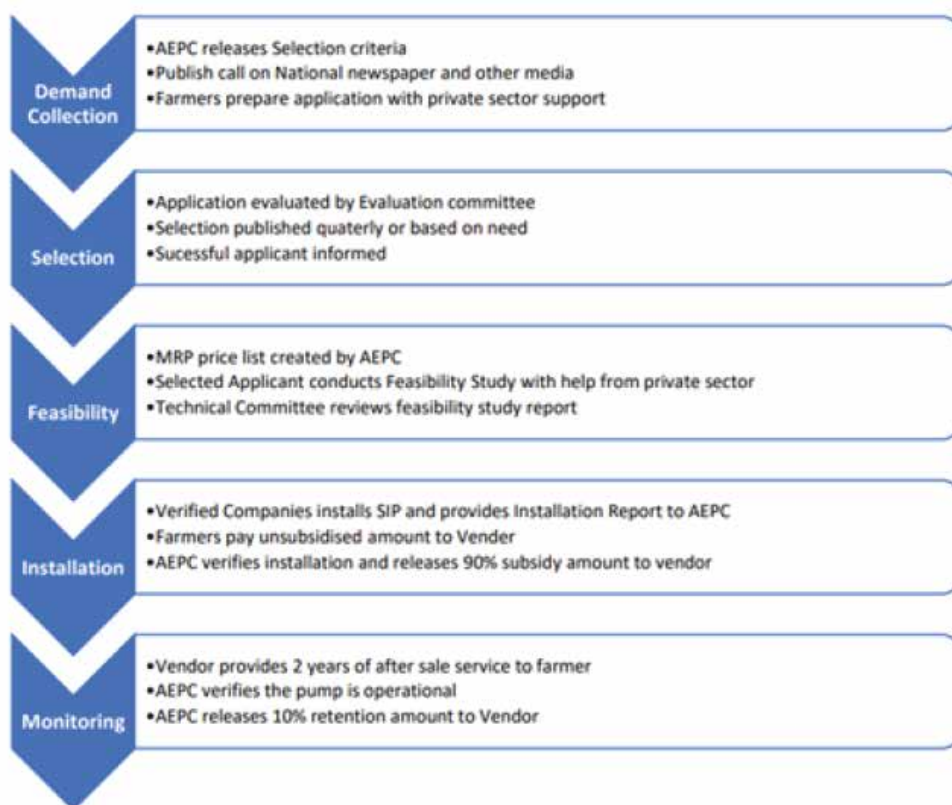 Demand
Collection
•AEPC releases Selection criteria
•Publish call on National newspaper and other media
•Farmers prepare application with private sector support
Selection
•Application evaluated by Evaluation committee
•Selection published quaterly or based on need
•Sucessful applicant informed
Feasibility
•MRP price list created by AEPC
•Selected Applicant conducts Feasibility Study with help from private sector
•Technical Committee reviews feasibility study report
Installation
•Verified Companies installs SIP and provides Installation Report to AEPC
•Farmers pay unsubsidised amount to Vender
•AEPC verifies installation and releases 90% subsidy amount to vendor
Monitoring
•Vendor provides 2 years of after sale service to farmer
•AEPC verifies the pump is operational
•AEPC releases 10% retention amount to Vendor